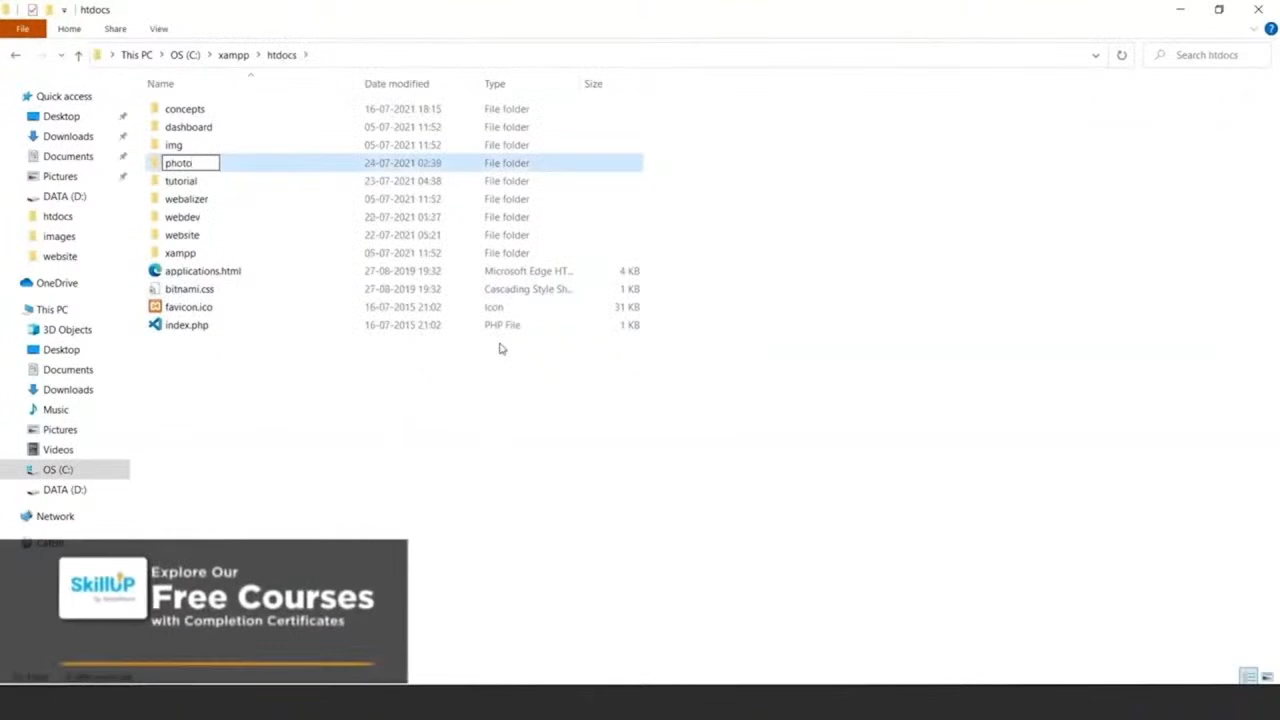 htdocs
File Home Share View
This PC OS (C:) xampp htdocs Search htdocs
Name Date modified Type Size
Quick access
Desktop
Downloads
Documents
Pictures
DATA (D:)
htdocs
images
website
OneDrive
This PC
3D Objects
Desktop
Documents
Downloads
Music
Pictures
Videos
OS (C:)
DATA (D:)
Network
concepts 16-07-2021 18:15 File folder
dashboard 05-07-2021 11:52 File folder
img 05-07-2021 11:52 File folder
photo 24-07-2021 02:39 File folder
tutorial 23-07-2021 04:38 File folder
webalizer 05-07-2021 11:52 File folder
webdev 22-07-2021 03:27 File folder
website 22-07-2021 05:21 File folder
xampp 05-07-2021 11:52 File folder
applications.html 27-08-2019 19:32 Microsoft Edge HT... 4 KB
bitnami.css 27-08-2019 19:32 Cascading Style Sh... 1 KB
favicon.ico 16-07-2015 21:02 Icon 31 KB
index.php 16-07-2015 21:02 PHP File 1 KB
SkillUP
Explore Our
Free Courses
with Completion Certificates